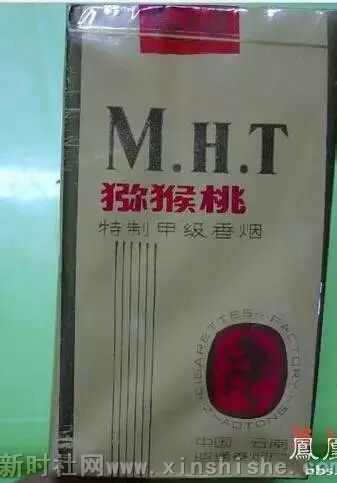 M.H.T
猕猴桃
特制甲级香烟
CIGARETTES FACTORY
中国 云南
鳳凰
新时社网 www.xinshishe.com
bbs.